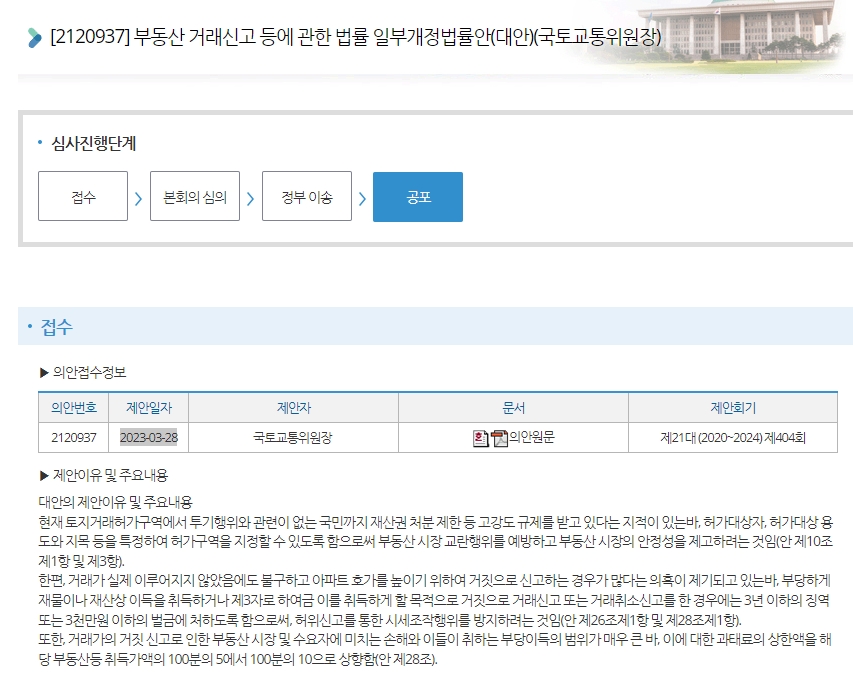 [2120937] 부동산 거래신고 등에 관한 법률 일부개정법률안(대안)(국토교통위원장)
• 심사진행단계
접수 > 본회의 심의 > 정부 이송 > 공포
• 접수
▶ 의안접수정보
의안번호 제안일자 제안자 문서 제안회기
2120937 2023-03-28 국토교통위원장 의안원문 제21대 (2020~2024) 제404회
▶ 제안이유 및 주요내용
대안의 제안이유 및 주요내용
현재 토지거래허가구역에서 투기행위와 관련이 없는 국민까지 재산권 처분 제한 등 고강도 규제를 받고 있다는 지적이 있는바, 허가대상자, 허가대상 용
도와 지목 등을 특정하여 허가구역을 지정할 수 있도록 함으로써 부동산 시장 교란행위를 예방하고 부동산 시장의 안정성을 제고하려는 것임(안 제10조
제1항 및 제3항).
한편, 거래가 실제 이루어지지 않았음에도 불구하고 아파트 호가를 높이기 위하여 거짓으로 신고하는 경우가 많다는 의혹이 제기되고 있는바, 부당하게
재물이나 재산상 이득을 취득하거나 제3자로 하여금 이를 취득하게 할 목적으로 거짓으로 거래신고 또는 거래취소신고를 한 경우에는 3년 이하의 징역
또는 3천만원 이하의 벌금에 처하도록 함으로써, 허위신고를 통한 시세조작행위를 방지하려는 것임(안 제26조제1항 및 제28조제1항).
또한, 거래가의 거짓 신고로 인한 부동산 시장 및 수요자에 미치는 손해와 이들이 취하는 부당이득의 범위가 매우 큰 바, 이에 대한 과태료의 상한액을 해
당 부동산등 취득가액의 100분의 5에서 100분의 10으로 상향함(안 제28조).